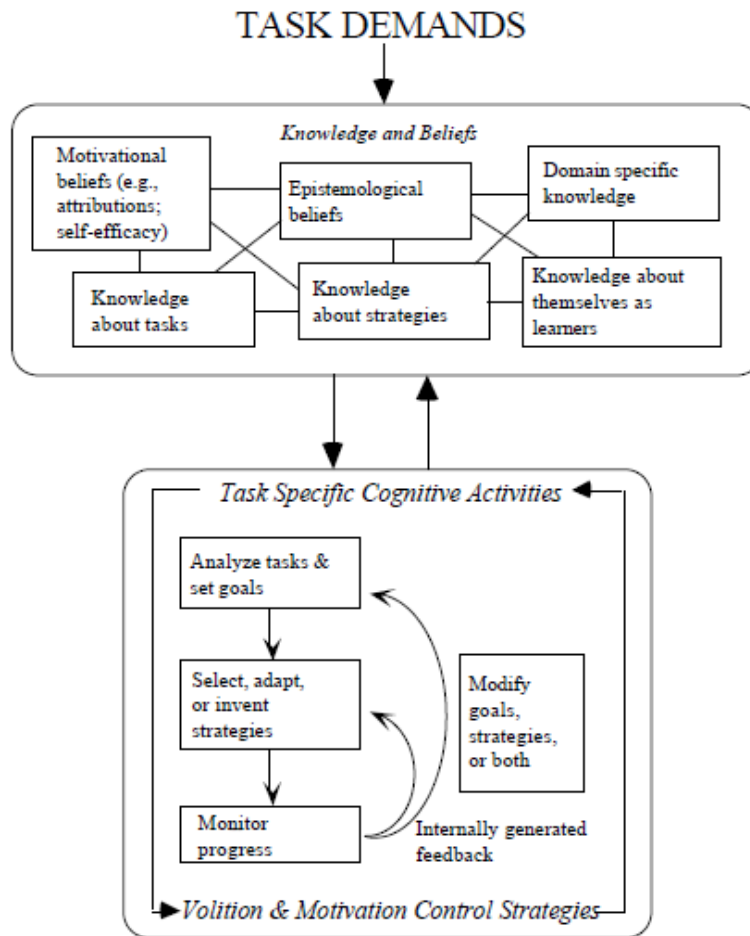 TASK DEMANDS
Knowledge and Beliefs
Motivational
beliefs (e.g.,
attributions;
self-efficacy)
Epistemological
beliefs
Domain specific
knowledge
Knowledge
about tasks
Knowledge
about strategies
Knowledge about
themselves as
learners
Task Specific Cognitive Activities
Analyze tasks &
set goals
Select, adapt,
or invent
strategies
Modify
goals,
strategies,
or both
Monitor
progress
Internally generated
feedback
Volition & Motivation Control Strategies